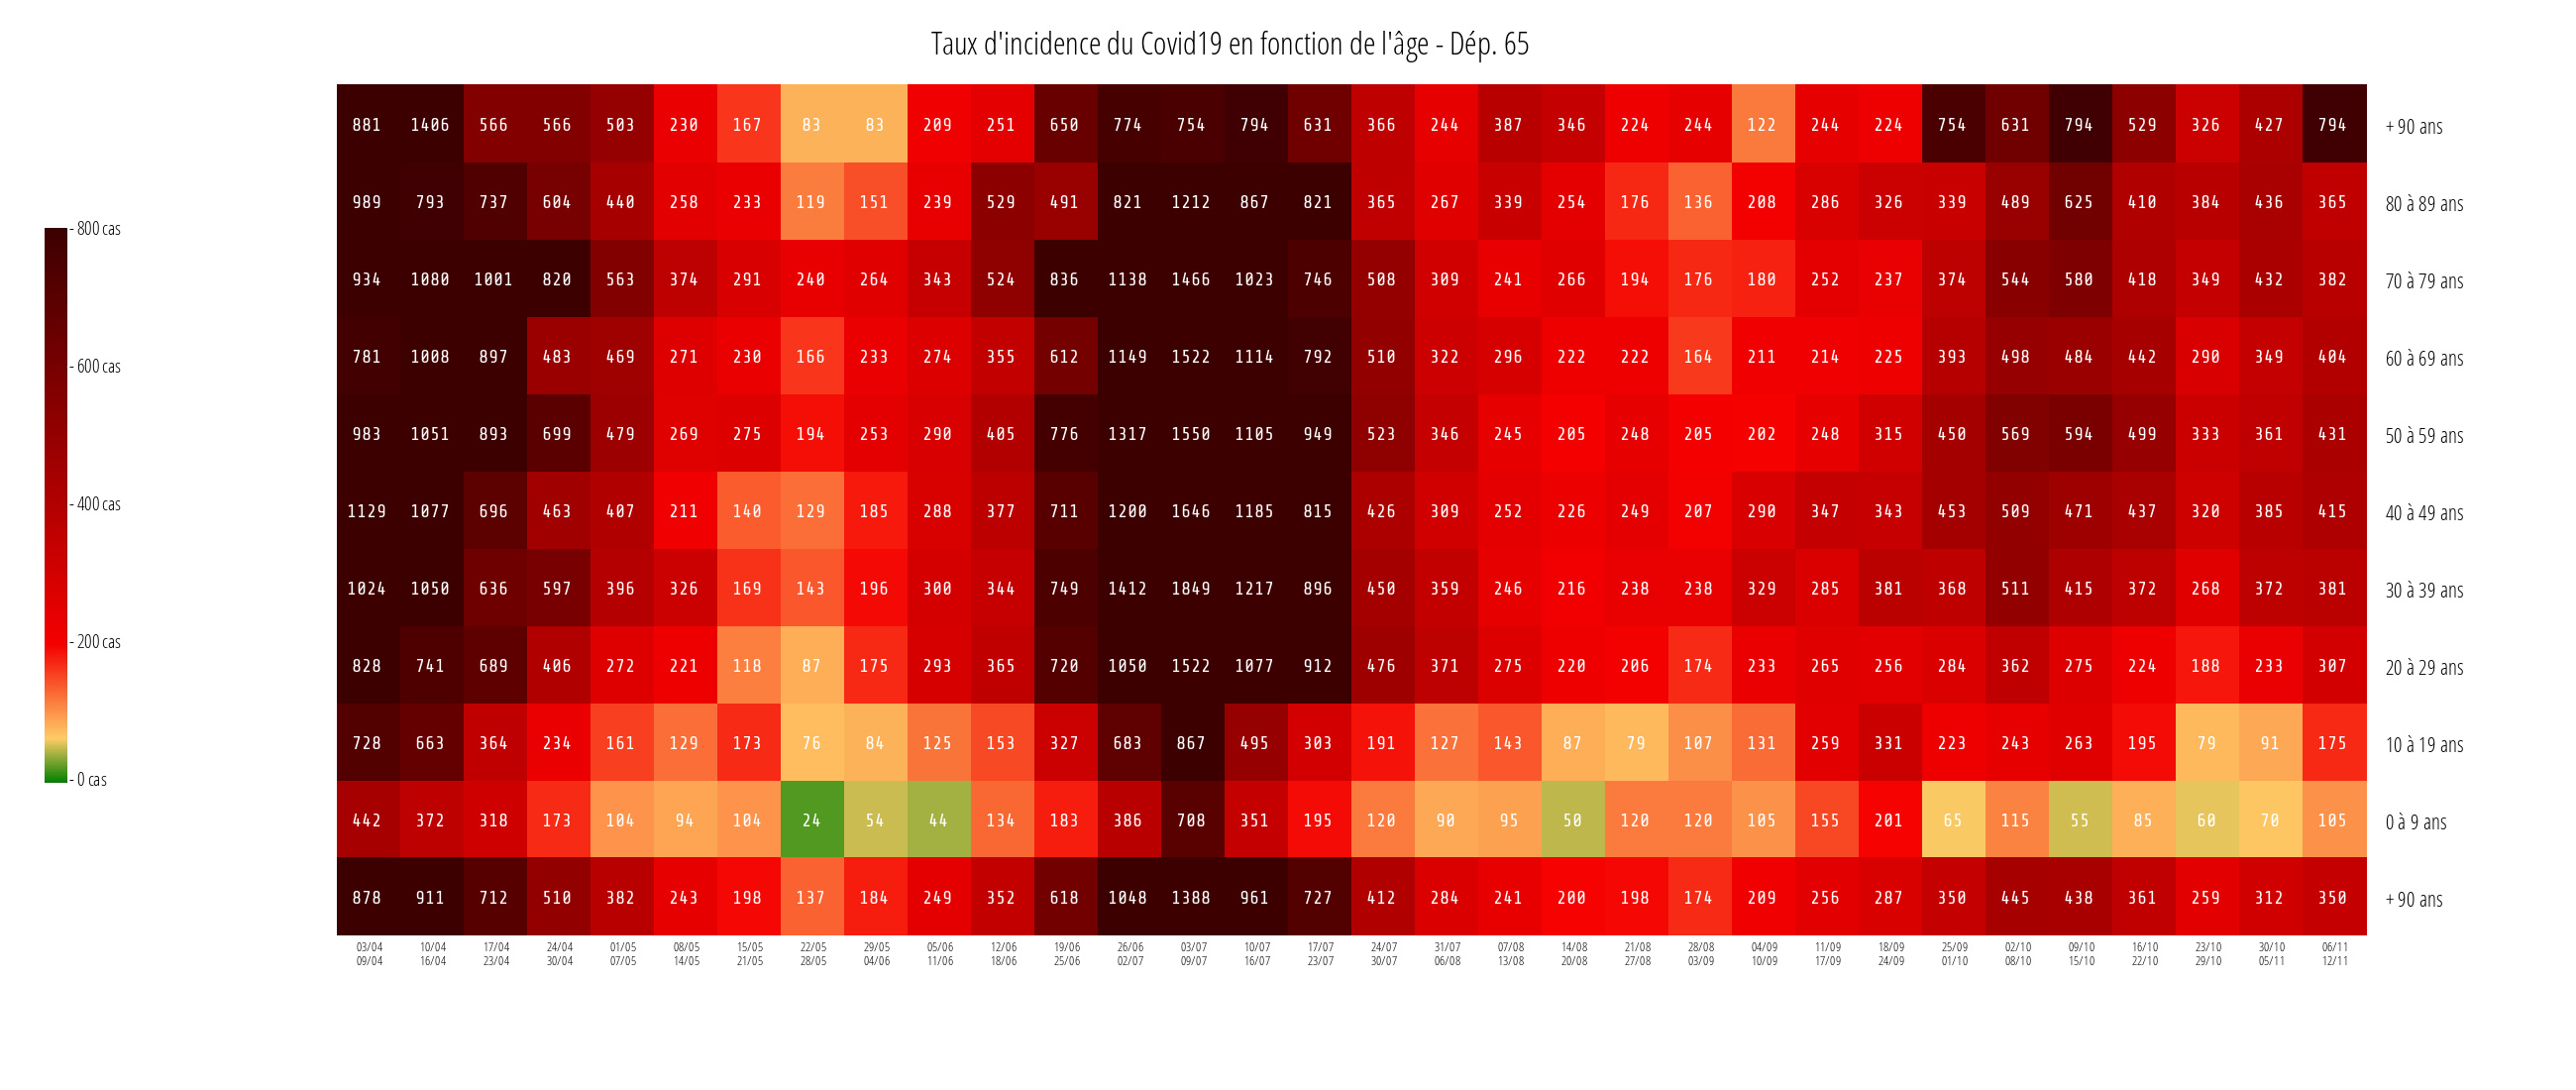 Taux d'incidence du Covid19 en fonction de l'âge - Dép. 65
- 800 cas
- 600 cas
- 400 cas
- 200 cas
- 0 cas
881 1406 566 566 503 230 167 83 83 209 251 650 774 754 794 631 366 244 387 346 224 244 122 244 224 754 631 794 529 326 427 794 + 90 ans
989 793 737 604 440 258 233 119 151 239 529 491 821 1212 867 821 365 267 339 254 176 136 208 286 326 339 489 625 410 384 436 365 80 à 89 ans
934 1080 1001 820 563 374 291 240 264 343 524 836 1138 1466 1023 746 508 309 241 266 194 176 180 252 237 374 544 580 418 349 432 382 70 à 79 ans
781 1008 897 483 469 271 230 166 233 274 355 612 1149 1522 1114 792 510 322 296 222 222 164 211 214 225 393 498 484 442 290 349 404 60 à 69 ans
983 1051 893 699 479 269 275 194 253 290 405 776 1317 1550 1105 949 523 346 245 205 248 205 202 248 315 450 569 594 499 333 361 431 50 à 59 ans
1129 1077 696 463 407 211 140 129 185 288 377 711 1200 1646 1185 815 426 309 252 226 249 207 290 347 343 453 509 471 437 320 385 415 40 à 49 ans
1024 1050 636 597 396 326 169 143 196 300 344 749 1412 1849 1217 896 450 359 246 216 238 238 329 285 381 368 511 415 372 268 372 381 30 à 39 ans
828 741 689 406 272 221 118 87 175 293 365 720 1050 1522 1077 912 476 371 275 220 206 174 233 265 256 284 362 275 224 188 233 307 20 à 29 ans
728 663 364 234 161 129 173 76 84 125 153 327 683 867 495 303 191 127 143 87 79 107 131 259 331 223 243 263 195 79 91 175 10 à 19 ans
442 372 318 173 104 94 104 24 54 44 134 183 386 708 351 195 120 90 95 50 120 120 105 155 201 65 115 55 85 60 70 105 0 à 9 ans
878 911 712 510 382 243 198 137 184 249 352 618 1048 1388 961 727 412 284 241 200 198 174 209 256 287 350 445 438 361 259 312 350 + 90 ans
03/04 10/04 17/04 24/04 01/05 08/05 15/05 22/05 29/05 05/06 12/06 19/06 26/06 03/07 10/07 17/07 24/07 31/07 07/08 14/08 21/08 28/08 04/09 11/09 18/09 25/09 02/10 09/10 16/10 23/10 30/10 06/11
09/04 16/04 23/04 30/04 07/05 14/05 21/05 28/05 04/06 11/06 18/06 25/06 02/07 09/07 16/07 23/07 30/07 06/08 13/08 20/08 27/08 03/09 10/09 17/09 24/09 01/10 08/10 15/10 22/10 29/10 05/11 12/11